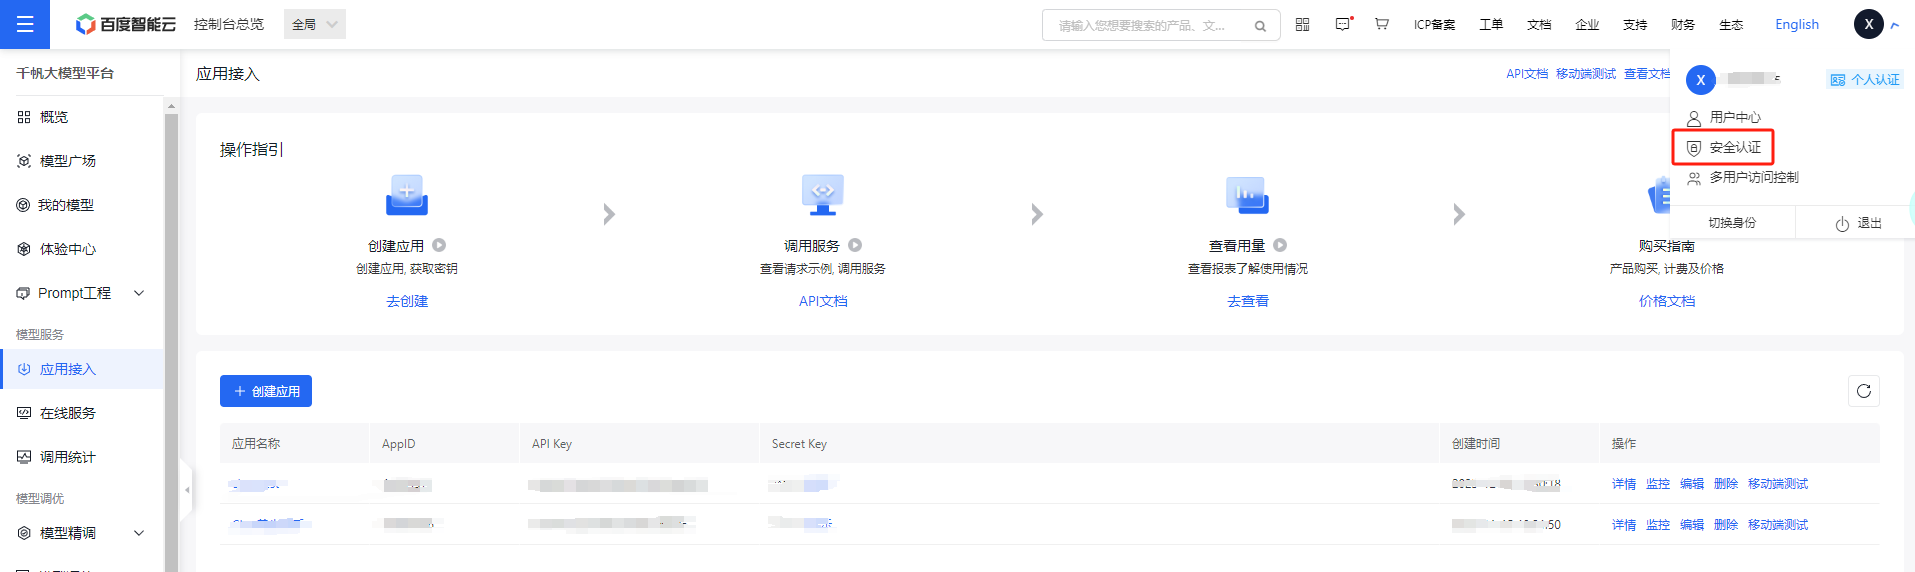 百度智能云 控制台总览 全局 请输入您想要搜索的产品、文... ICP备案 工单 文档 企业 支持 财务 生态 English X
千帆大模型平台
应用接入
API文档 移动端测试 查看文档
X 个人认证
用户中心
安全认证
多用户访问控制
切换身份 退出
概览
模型广场
我的模型
体验中心
Prompt工程
模型服务
应用接入
在线服务
调用统计
模型调优
模型精调
操作指引
创建应用 调用服务 查看用量 购买指南
创建应用, 获取密钥 查看请求示例, 调用服务 查看报表了解使用情况 产品购买, 计费及价格
去创建 API文档 去查看 价格文档
+ 创建应用
应用名称 AppID API Key Secret Key 创建时间 操作
详情 监控 编辑 删除 移动端测试
:50 详情 监控 编辑 删除 移动端测试